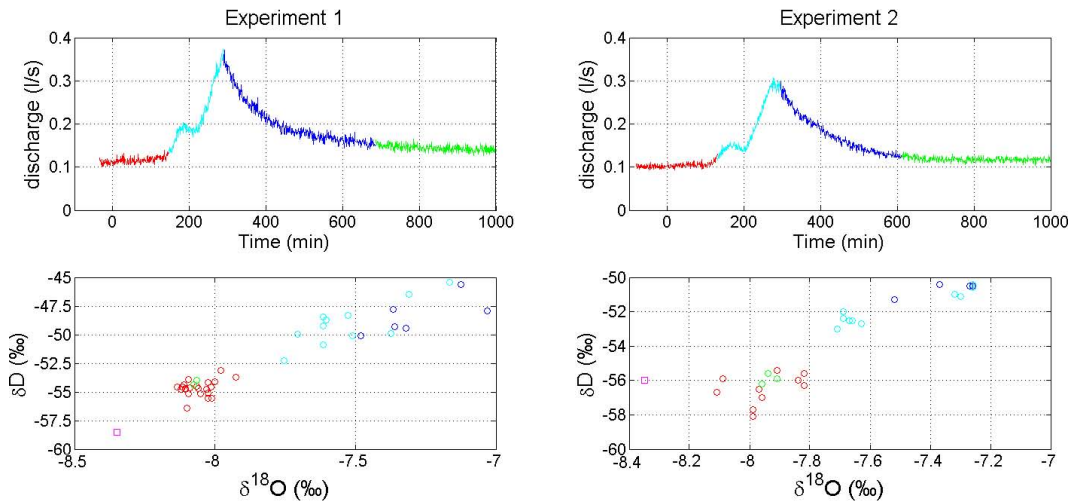 Experiment 1
discharge (l/s)
0.4
0.3
0.2
0.1
0
0 200 400 600 800 1000
Time (min)
Experiment 2
discharge (l/s)
0.4
0.3
0.2
0.1
0
0 200 400 600 800 1000
Time (min)
δD (‰)
-45
-47.5
-50
-52.5
-55
-57.5
-60
-8.5 -8 -7.5 -7
δ18O (‰)
δD (‰)
-50
-52
-54
-56
-58
-60
-8.4 -8.2 -8 -7.8 -7.6 -7.4 -7.2 -7
δ18O (‰)